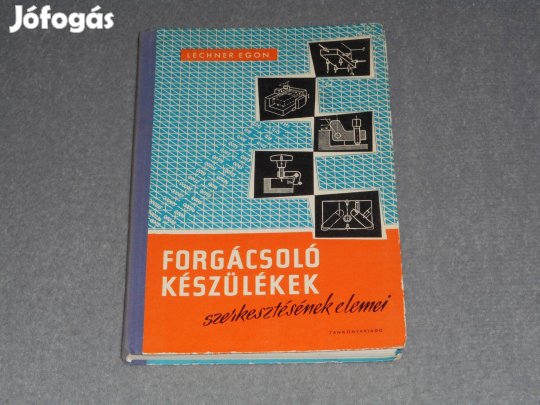 Jófogás
LECHNER EGON
FORGÁCSOLÓ
KÉSZÜLÉKEK
szerkesztésének elemei
TANKÖNYVKIADÓ